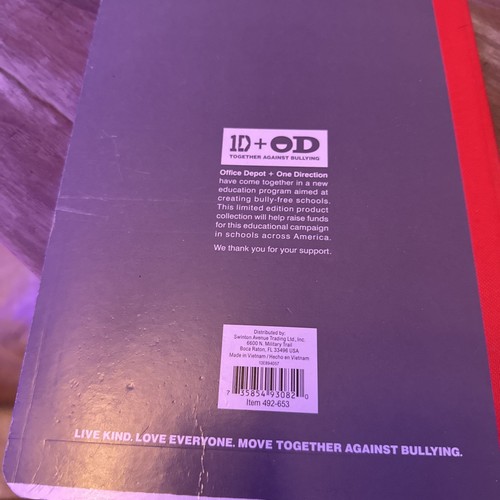 1D + OD
TOGETHER AGAINST BULLYING
Office Depot + One Direction
have come together in a new
education program aimed at
creating bully-free schools.
This limited edition product
collection will help raise funds
for this educational campaign
in schools across America.
We thank you for your support.
Distributed by:
Swinton Avenue Trading Ltd., Inc.
6600 N. Military Trail
Boca Raton, FL 33496 USA
Made in Vietnam / Hecho en Vietnam
7 35854 93082 0
Item 492-653
LIVE KIND. LOVE EVERYONE. MOVE TOGETHER AGAINST BULLYING.